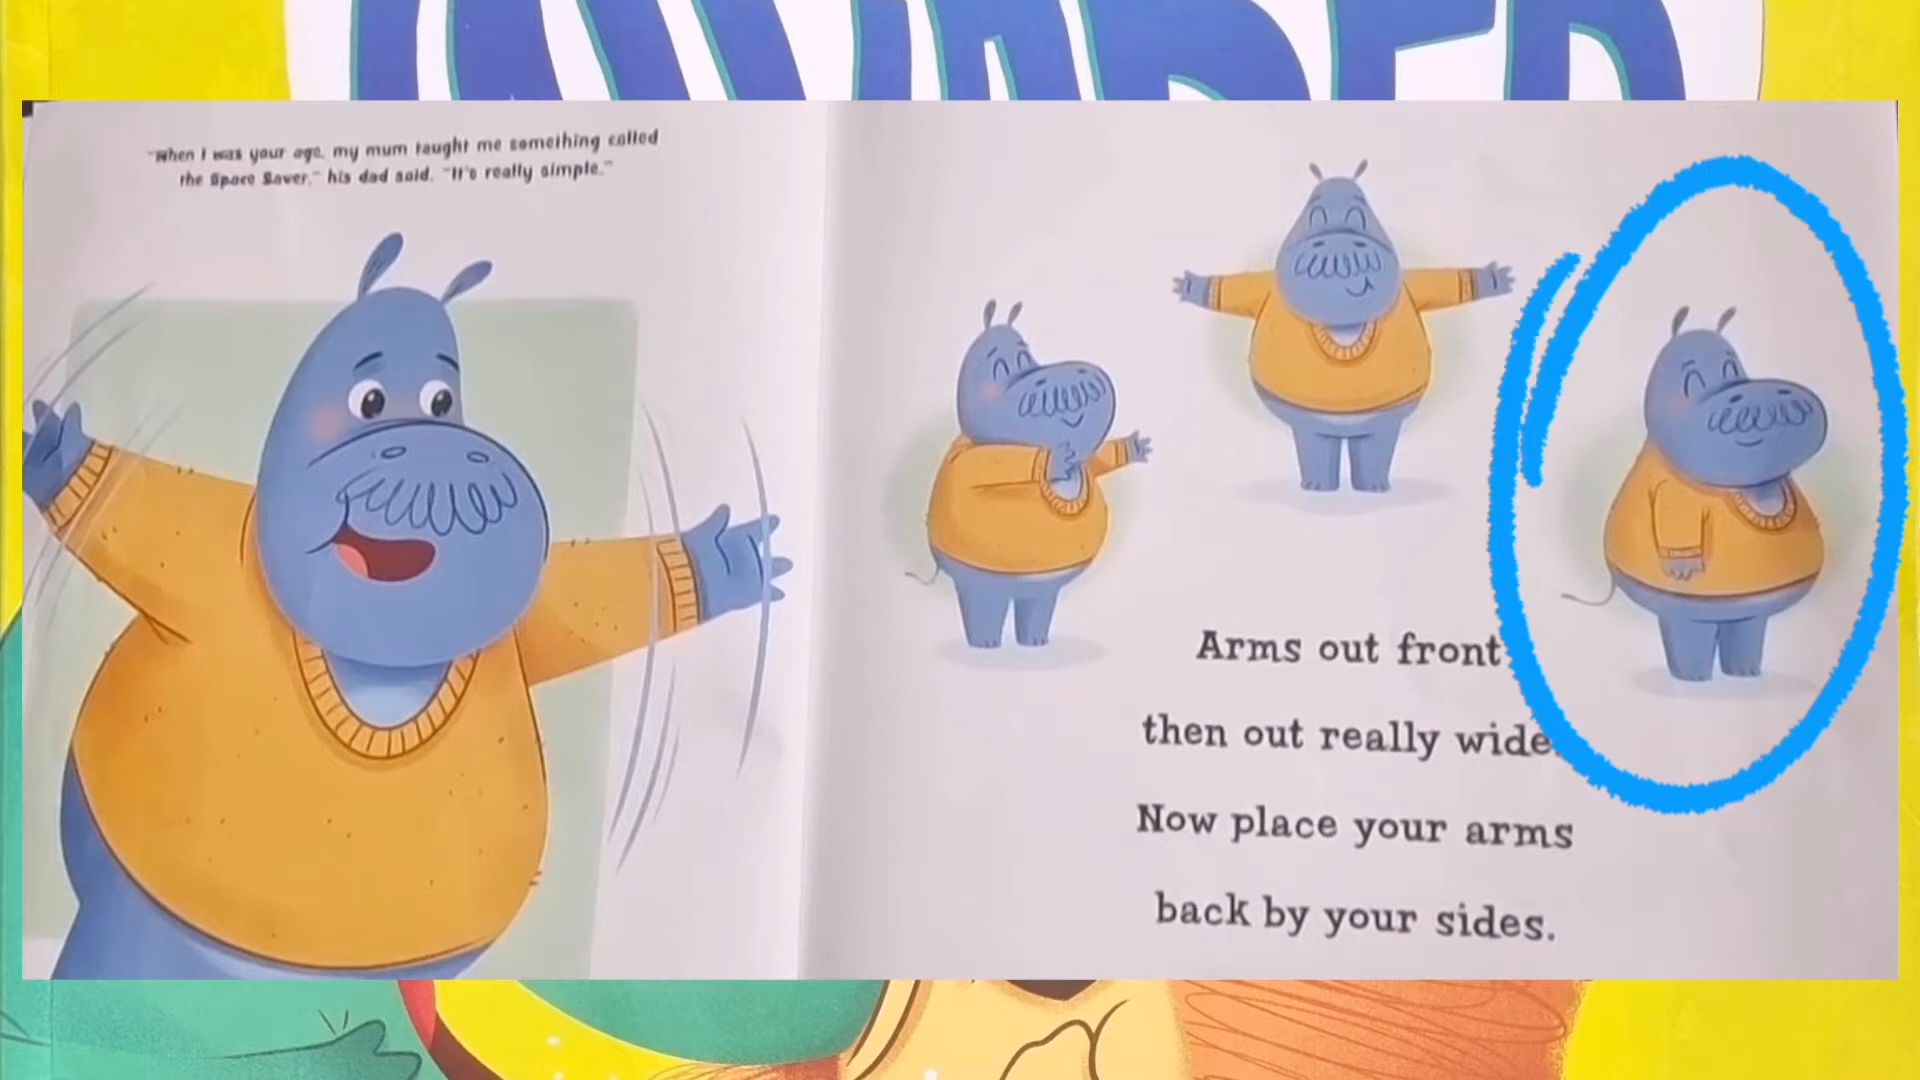 "When I was your age, my mum taught me something called
the Space Saver," his dad said. "It's really simple."
Arms out front
then out really wide.
Now place your arms
back by your sides.